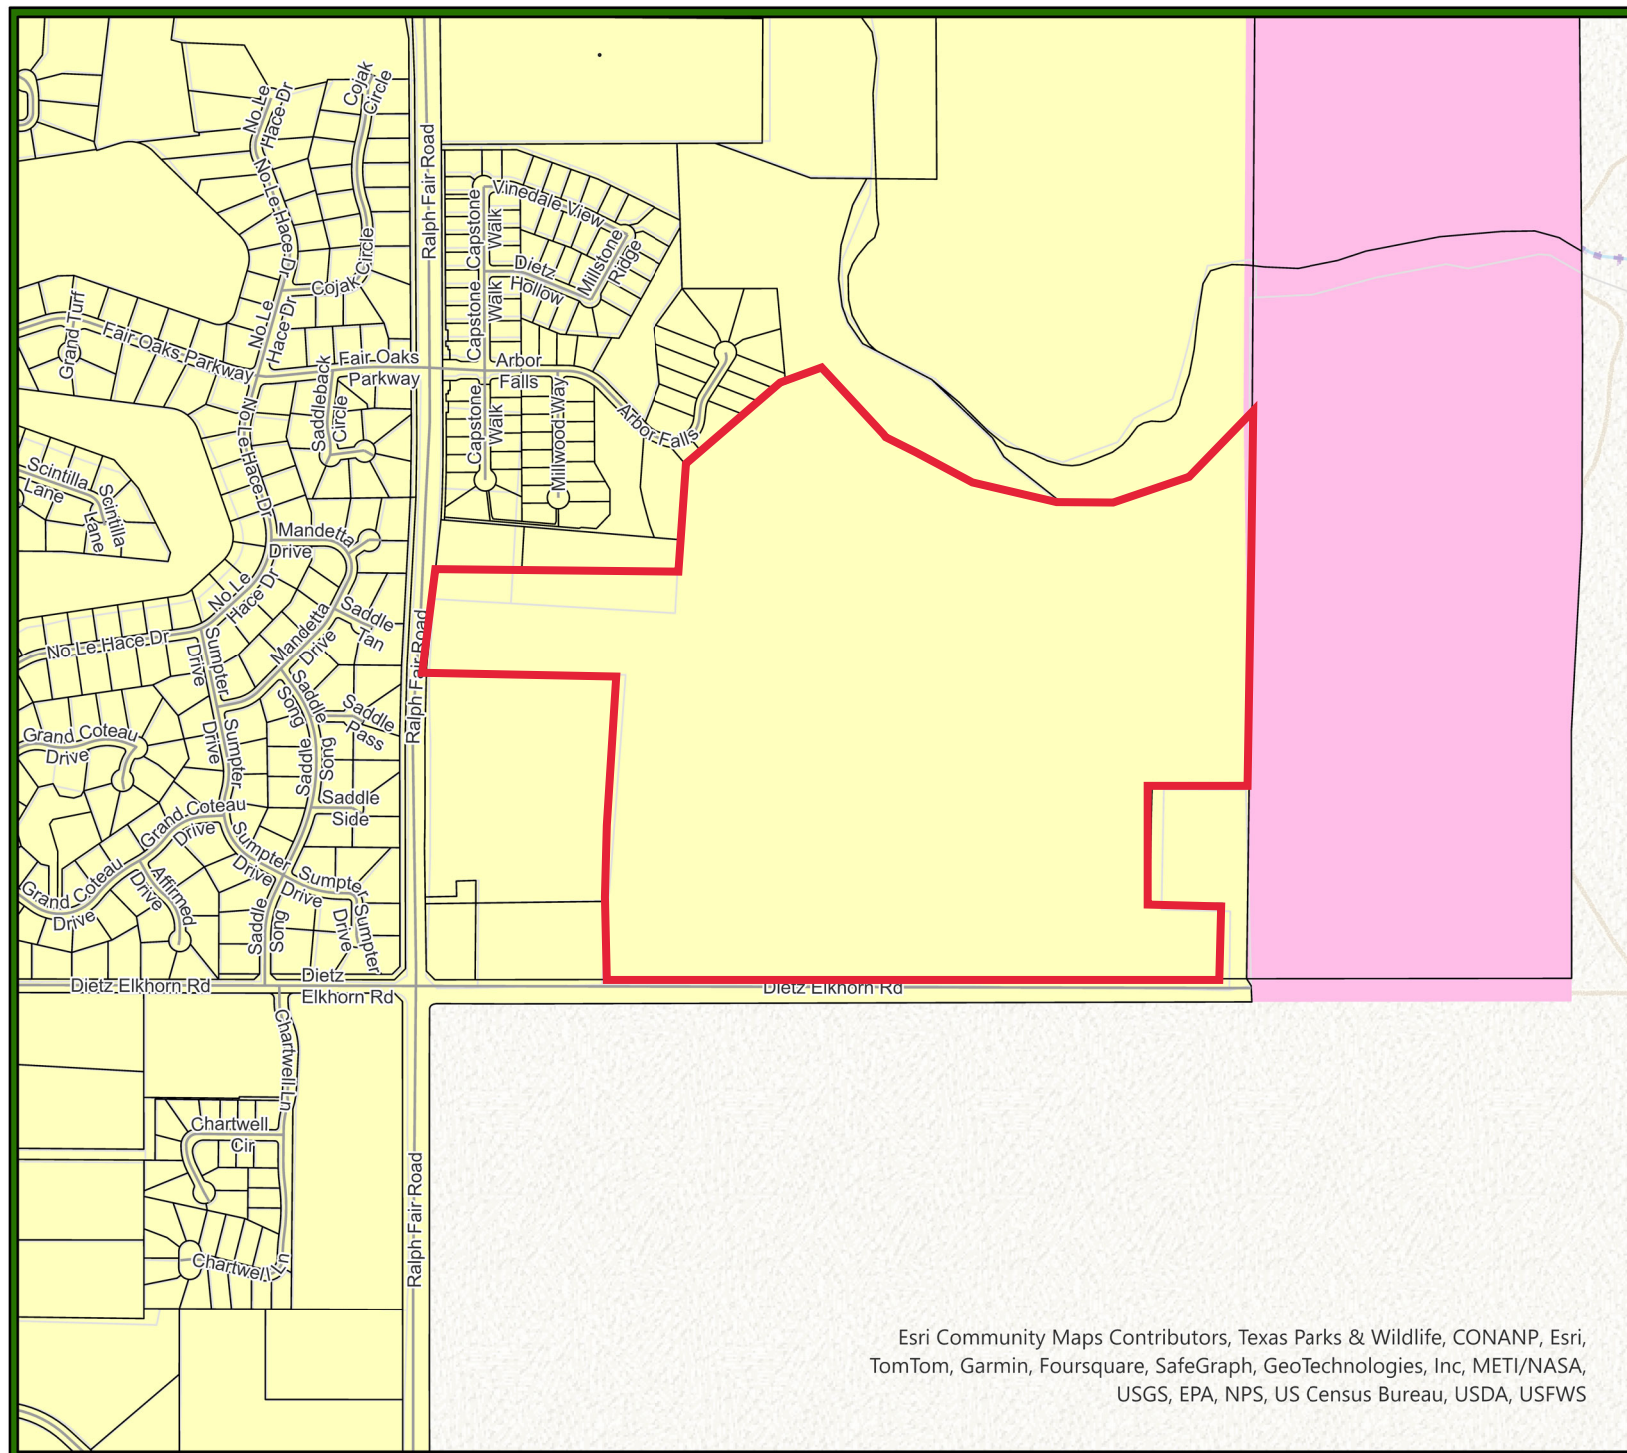 No Le
Hace Dr
Cojak
Circle
Ralph Fair Road
No Le Hace Dr
Vinedale View
Capstone
Walk
Millstone
Ridge
Dietz
Hollow
Cojak Circle
No Le
Hace Dr
Capstone
Walk
Grand Turf
Fair Oaks Parkway
Fair Oaks
Parkway
Arbor
Falls
Saddleback
Circle
Capstone
Walk
Millwood Way
Arbor Falls
No Le Hace Dr
Scintilla
Lane
Scintilla
Lane
Mandetta
Drive
No Le
Hace Dr
Saddle
Tan
Mandetta
Drive
No Le Hace Dr
Sumpter
Drive
Ralph Fair Road
Saddle
Song
Saddle
Pass
Grand Coteau
Drive
Sumpter
Drive
Saddle
Song
Saddle
Side
Grand Coteau
Drive
Sumpter
Drive
Grand Coteau
Drive
Affirmed
Drive
Sumpter
Drive
Saddle
Song
Sumpter
Drive
Dietz Elkhorn Rd
Dietz
Elkhorn Rd
Dietz Elkhorn Rd
Chartwell Ln
Chartwell
Cir
Ralph Fair Road
Chartwell Ln
Esri Community Maps Contributors, Texas Parks & Wildlife, CONANP, Esri,
TomTom, Garmin, Foursquare, SafeGraph, GeoTechnologies, Inc, METI/NASA,
USGS, EPA, NPS, US Census Bureau, USDA, USFWS